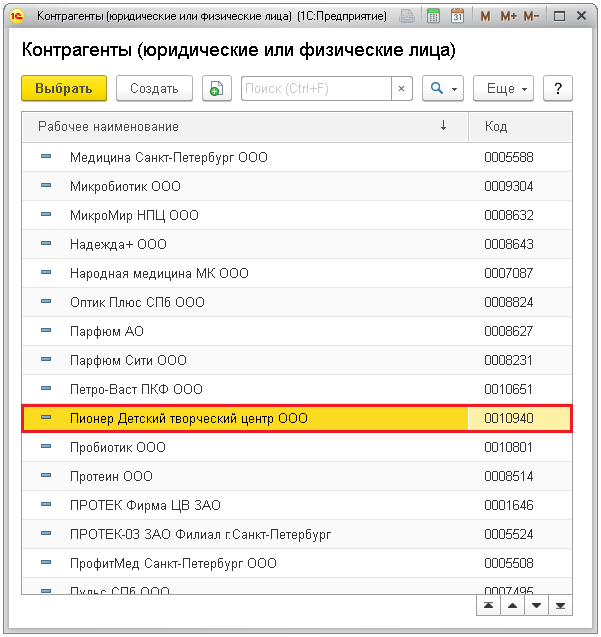 Контрагенты (юридические или физические лица) (1С:Предприятие)
M M+ M-
Контрагенты (юридические или физические лица)
Выбрать Создать Поиск (Ctrl+F) × Еще ?
Рабочее наименование ↓ Код
Медицина Санкт-Петербург ООО 0005588
Микробиотик ООО 0009304
МикроМир НПЦ ООО 0008632
Надежда+ ООО 0008643
Народная медицина МК ООО 0007087
Оптик Плюс СПб ООО 0008824
Парфюм АО 0008627
Парфюм Сити ООО 0008231
Петро-Васт ПКФ ООО 0010651
Пионер Детский творческий центр ООО 0010940
Пробиотик ООО 0010801
Протеин ООО 0008514
ПРОТЕК Фирма ЦВ ЗАО 0001646
ПРОТЕК-03 ЗАО Филиал г.Санкт-Петербург 0005524
ПрофитМед Санкт-Петербург ООО 0005508
Пульс СПб ООО 0007495